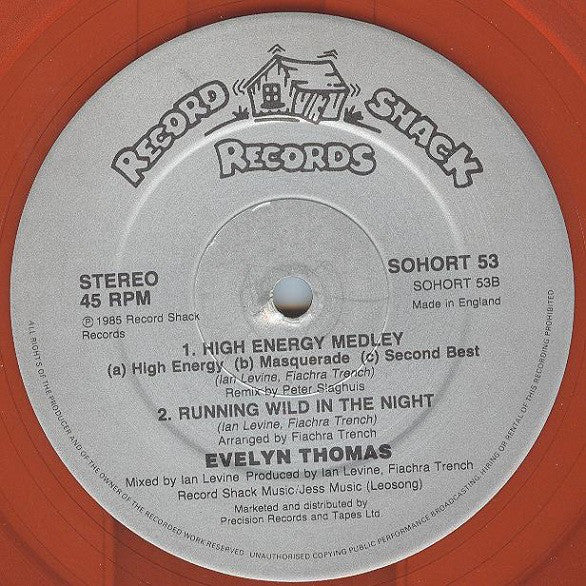 RECORD SHACK
RECORDS
STEREO
45 RPM
℗ 1985 Record Shack
Records
SOHORT 53
SOHORT 53B
Made in England
1. HIGH ENERGY MEDLEY
(a) High Energy (b) Masquerade (c) Second Best
(Ian Levine, Fiachra Trench)
Remix by Peter Slaghuis
2. RUNNING WILD IN THE NIGHT
(Ian Levine, Fiachra Trench)
Arranged by Fiachra Trench
EVELYN THOMAS
Mixed by Ian Levine Produced by Ian Levine, Fiachra Trench
Record Shack Music/Jess Music (Leosong)
Marketed and distributed by
Precision Records and Tapes Ltd
ALL RIGHTS OF THE PRODUCER AND OF THE OWNER OF THE RECORDED WORK RESERVED UNAUTHORISED COPYING PUBLIC PERFORMANCE BROADCASTING, HIRING OR RENTAL OF THIS RECORDING PROHIBITED